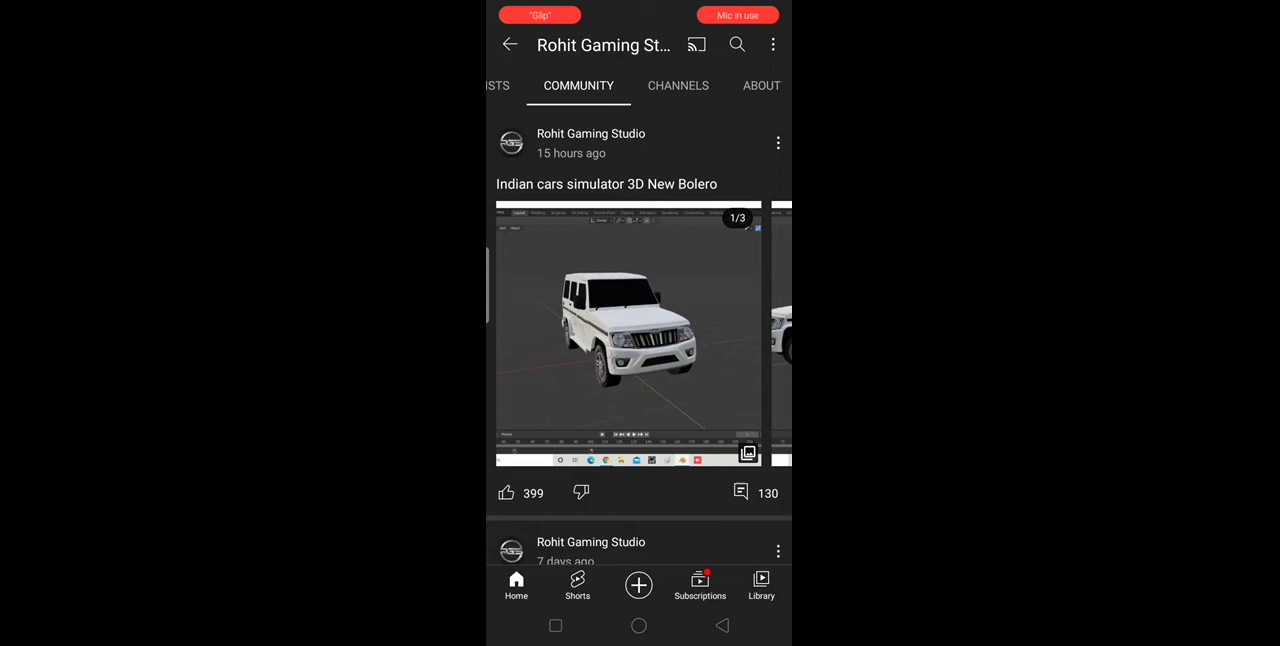 "Glip"
Mic in use
Rohit Gaming St...
ISTS
COMMUNITY
CHANNELS
ABOUT
Rohit Gaming Studio
15 hours ago
Indian cars simulator 3D New Bolero
1/3
399
130
Rohit Gaming Studio
7 days ago
Home
Shorts
Subscriptions
Library